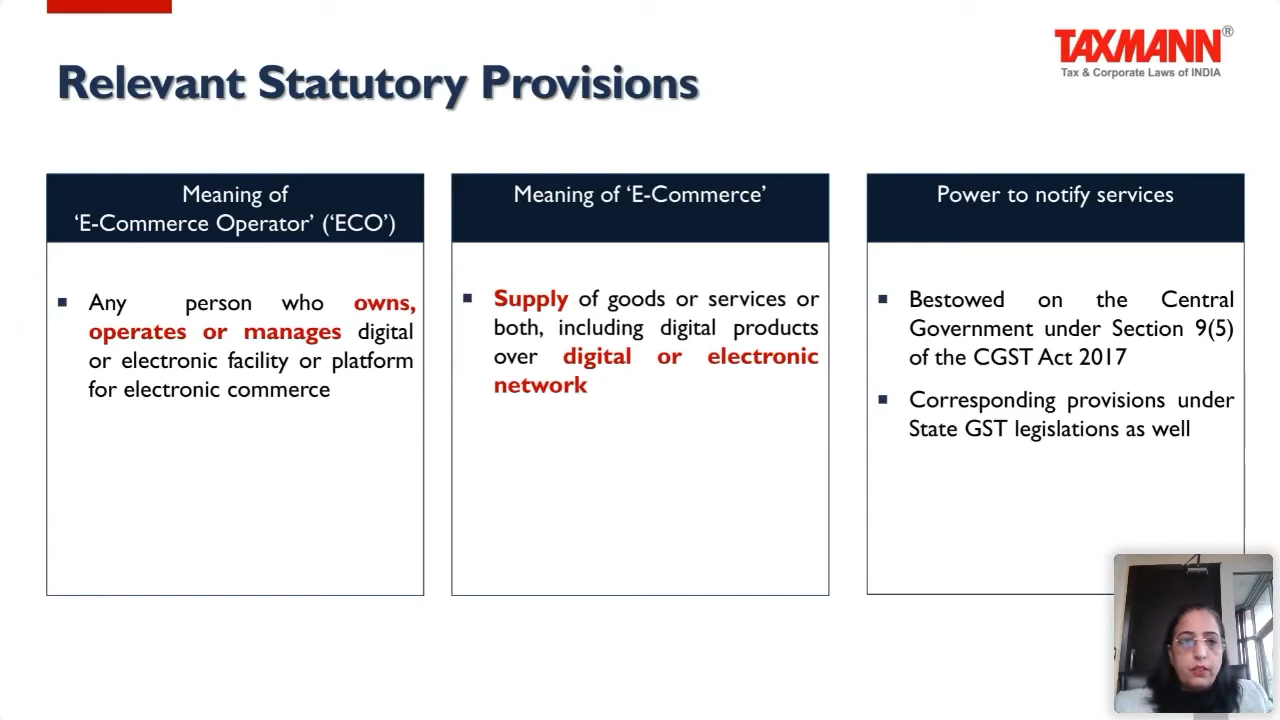 TAXMANN®
Tax & Corporate Laws of INDIA
Relevant Statutory Provisions
Meaning of
‘E-Commerce Operator’ (‘ECO’)
▪ Any person who owns,
operates or manages digital
or electronic facility or platform
for electronic commerce
Meaning of ‘E-Commerce’
▪ Supply of goods or services or
both, including digital products
over digital or electronic
network
Power to notify services
▪ Bestowed on the Central
Government under Section 9(5)
of the CGST Act 2017
▪ Corresponding provisions under
State GST legislations as well